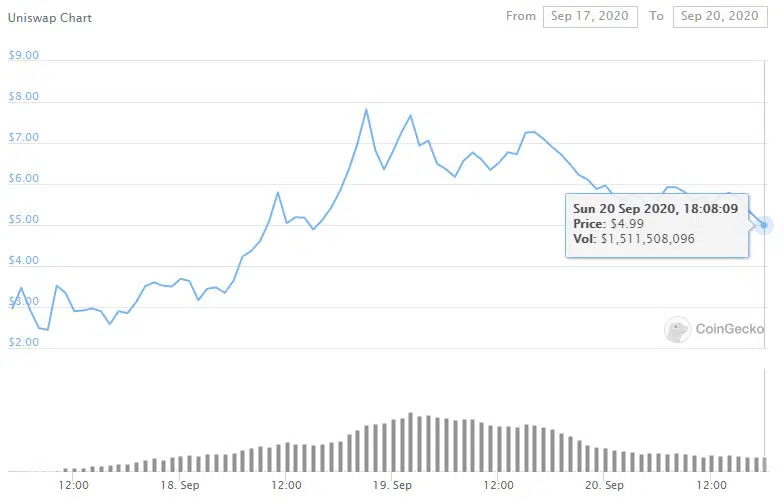 Uniswap Chart
From Sep 17, 2020 To Sep 20, 2020
$9.00
$8.00
$7.00
$6.00
$5.00
$4.00
$3.00
$2.00
Sun 20 Sep 2020, 18:08:09
Price: $4.99
Vol: $1,511,508,096
CoinGecko
12:00 18. Sep 12:00 19. Sep 12:00 20. Sep 12:00